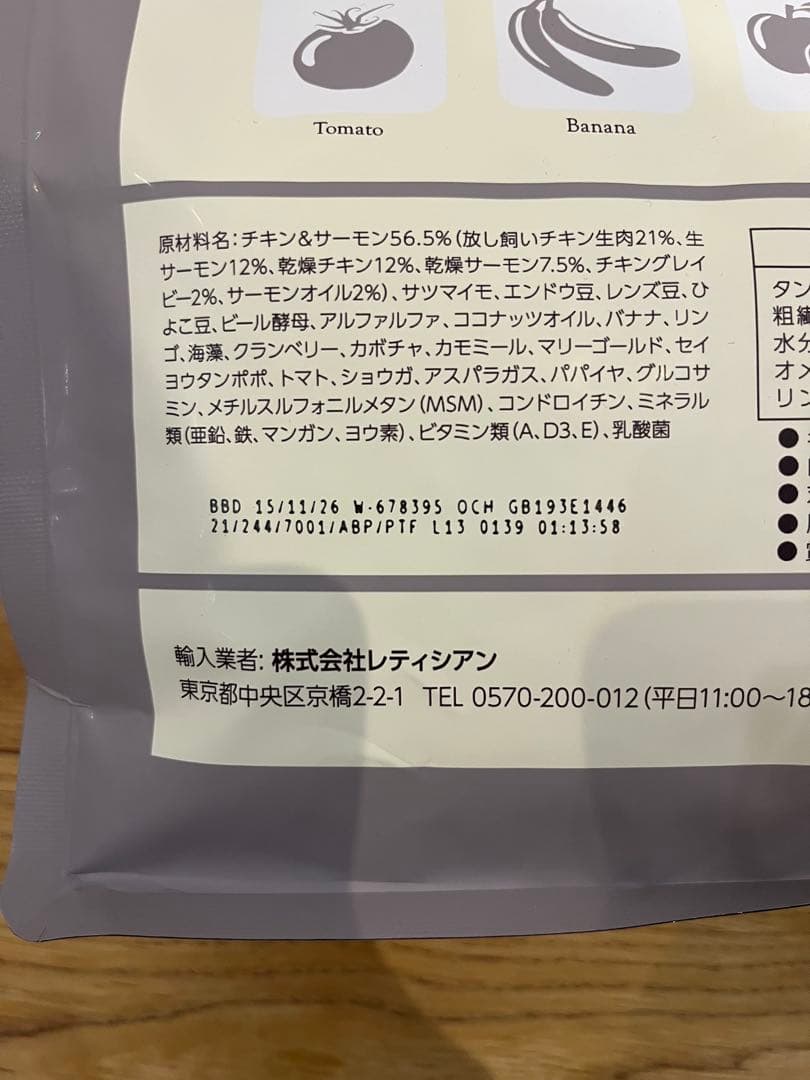 Tomato
Banana
原材料名:チキン&サーモン56.5%(放し飼いチキン生肉21%、生
サーモン12%、乾燥チキン12%、乾燥サーモン7.5%、チキングレイ
ビー2%、サーモンオイル2%)、サツマイモ、エンドウ豆、レンズ豆、ひ
よこ豆、ビール酵母、アルファルファ、ココナッツオイル、バナナ、リン
ゴ、海藻、クランベリー、カボチャ、カモミール、マリーゴールド、セイ
ヨウタンポポ、トマト、ショウガ、アスパラガス、パパイヤ、グルコサ
ミン、メチルスルフォニルメタン(MSM)、コンドロイチン、ミネラル
類(亜鉛、鉄、マンガン、ヨウ素)、ビタミン類(A、D3、E)、乳酸菌
BBD 15/11/26 W-678395 OCH GB193E1446
21/244/7001/ABP/PTF L13 0139 01:13:58
輸入業者: 株式会社レティシアン
東京都中央区京橋2-2-1 TEL 0570-200-012(平日11:00〜18
タン
粗繊
水分
オメ
リン